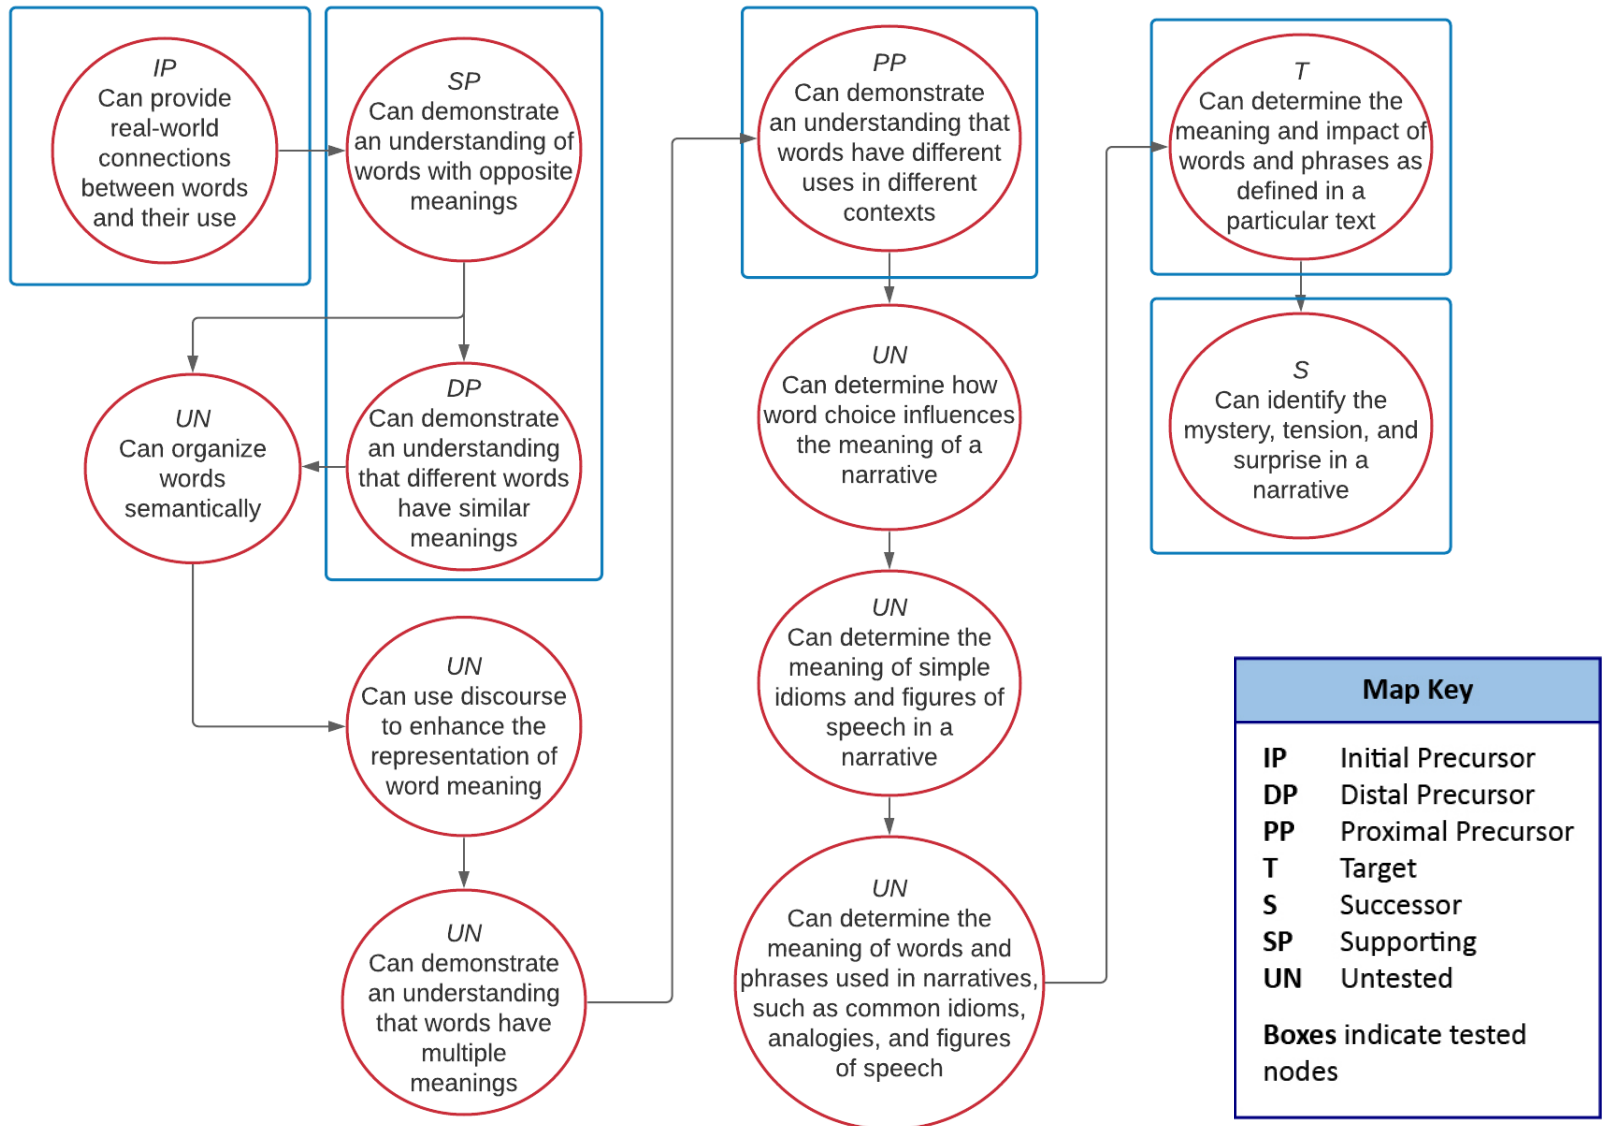 IP
Can provide
real-world
connections
between words
and their use
SP
Can demonstrate
an understanding of
words with opposite
meanings
DP
Can demonstrate
an understanding
that different words
have similar
meanings
UN
Can organize
words
semantically
UN
Can use discourse
to enhance the
representation of
word meaning
UN
Can demonstrate
an understanding
that words have
multiple
meanings
PP
Can demonstrate
an understanding that
words have different
uses in different
contexts
UN
Can determine how
word choice influences
the meaning of a
narrative
UN
Can determine the
meaning of simple
idioms and figures of
speech in a
narrative
UN
Can determine the
meaning of words and
phrases used in narratives,
such as common idioms,
analogies, and figures
of speech
T
Can determine the
meaning and impact of
words and phrases as
defined in a
particular text
S
Can identify the
mystery, tension, and
surprise in a
narrative
Map Key
IP Initial Precursor
DP Distal Precursor
PP Proximal Precursor
T Target
S Successor
SP Supporting
UN Untested
Boxes indicate tested
nodes